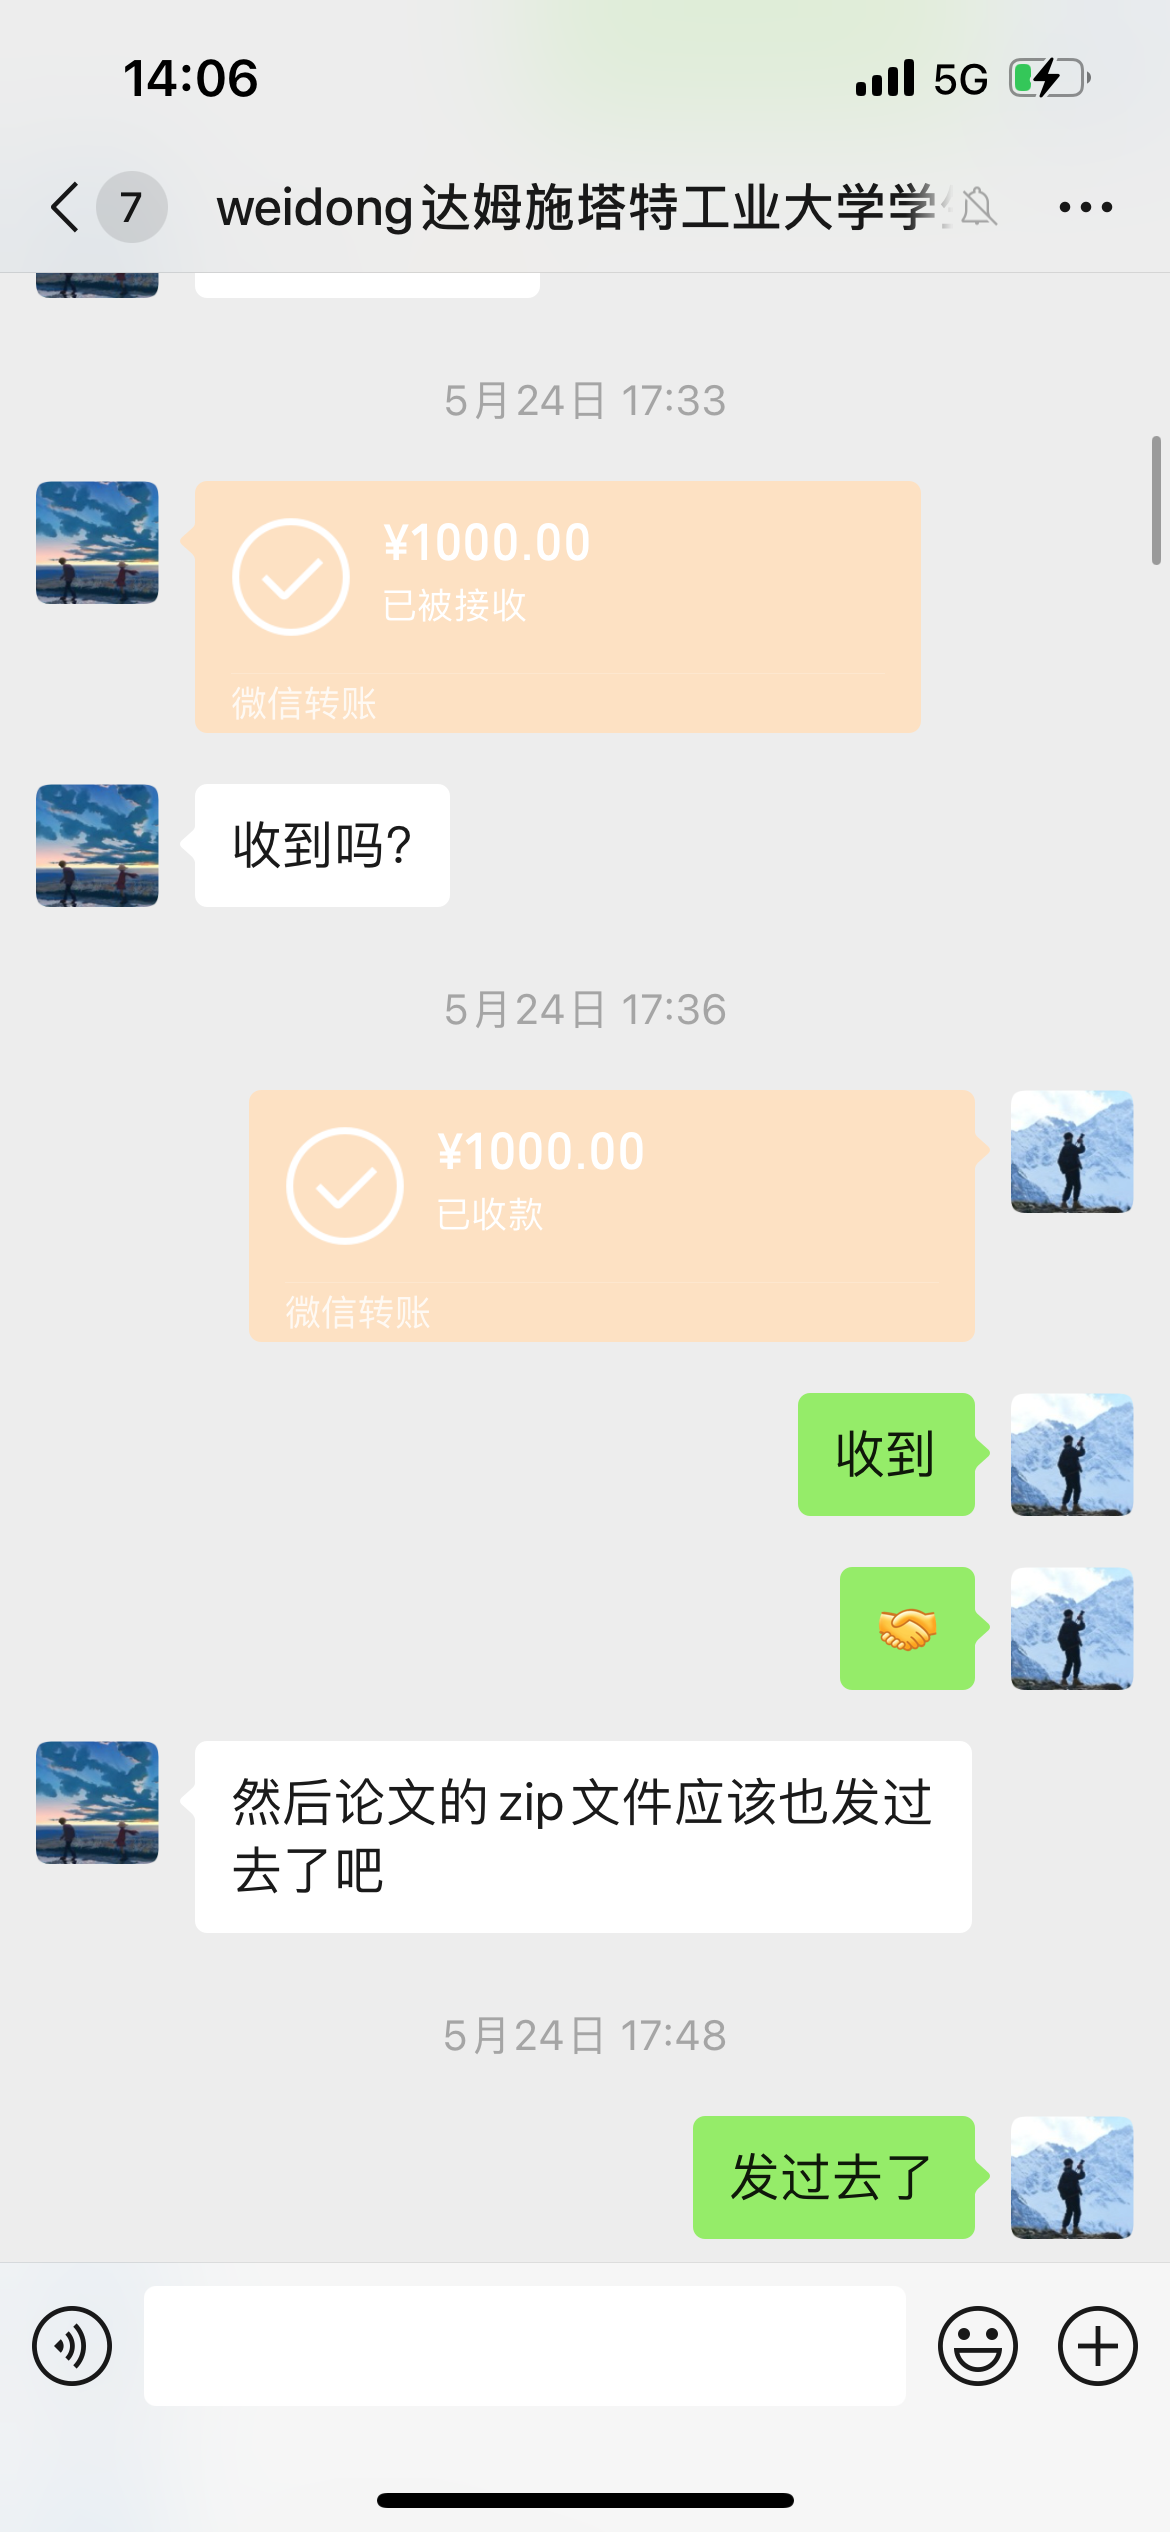 14:06
5G
7
weidong达姆施塔特工业大学学
5月24日 17:33
¥1000.00
已被接收
微信转账
收到吗?
5月24日 17:36
¥1000.00
已收款
微信转账
收到
🤝
然后论文的zip文件应该也发过
去了吧
5月24日 17:48
发过去了